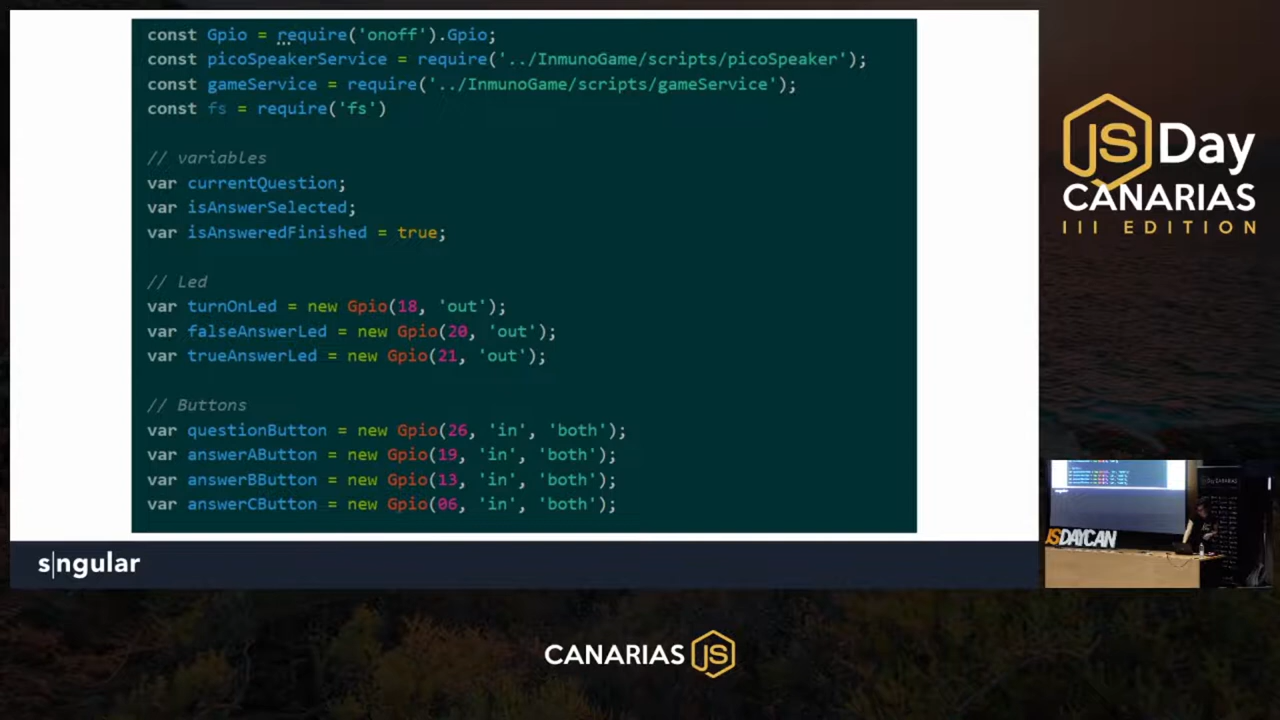 const Gpio = require('onoff').Gpio;
const picoSpeakerService = require('../InmunoGame/scripts/picoSpeaker');
const gameService = require('../InmunoGame/scripts/gameService');
const fs = require('fs')
// variables
var currentQuestion;
var isAnswerSelected;
var isAnsweredFinished = true;
// Led
var turnOnLed = new Gpio(18, 'out');
var falseAnswerLed = new Gpio(20, 'out');
var trueAnswerLed = new Gpio(21, 'out');
// Buttons
var questionButton = new Gpio(26, 'in', 'both');
var answerAButton = new Gpio(19, 'in', 'both');
var answerBButton = new Gpio(13, 'in', 'both');
var answerCButton = new Gpio(06, 'in', 'both');
s|ngular
JS Day
CANARIAS
III EDITION
JSDAYCAN
CANARIAS JS